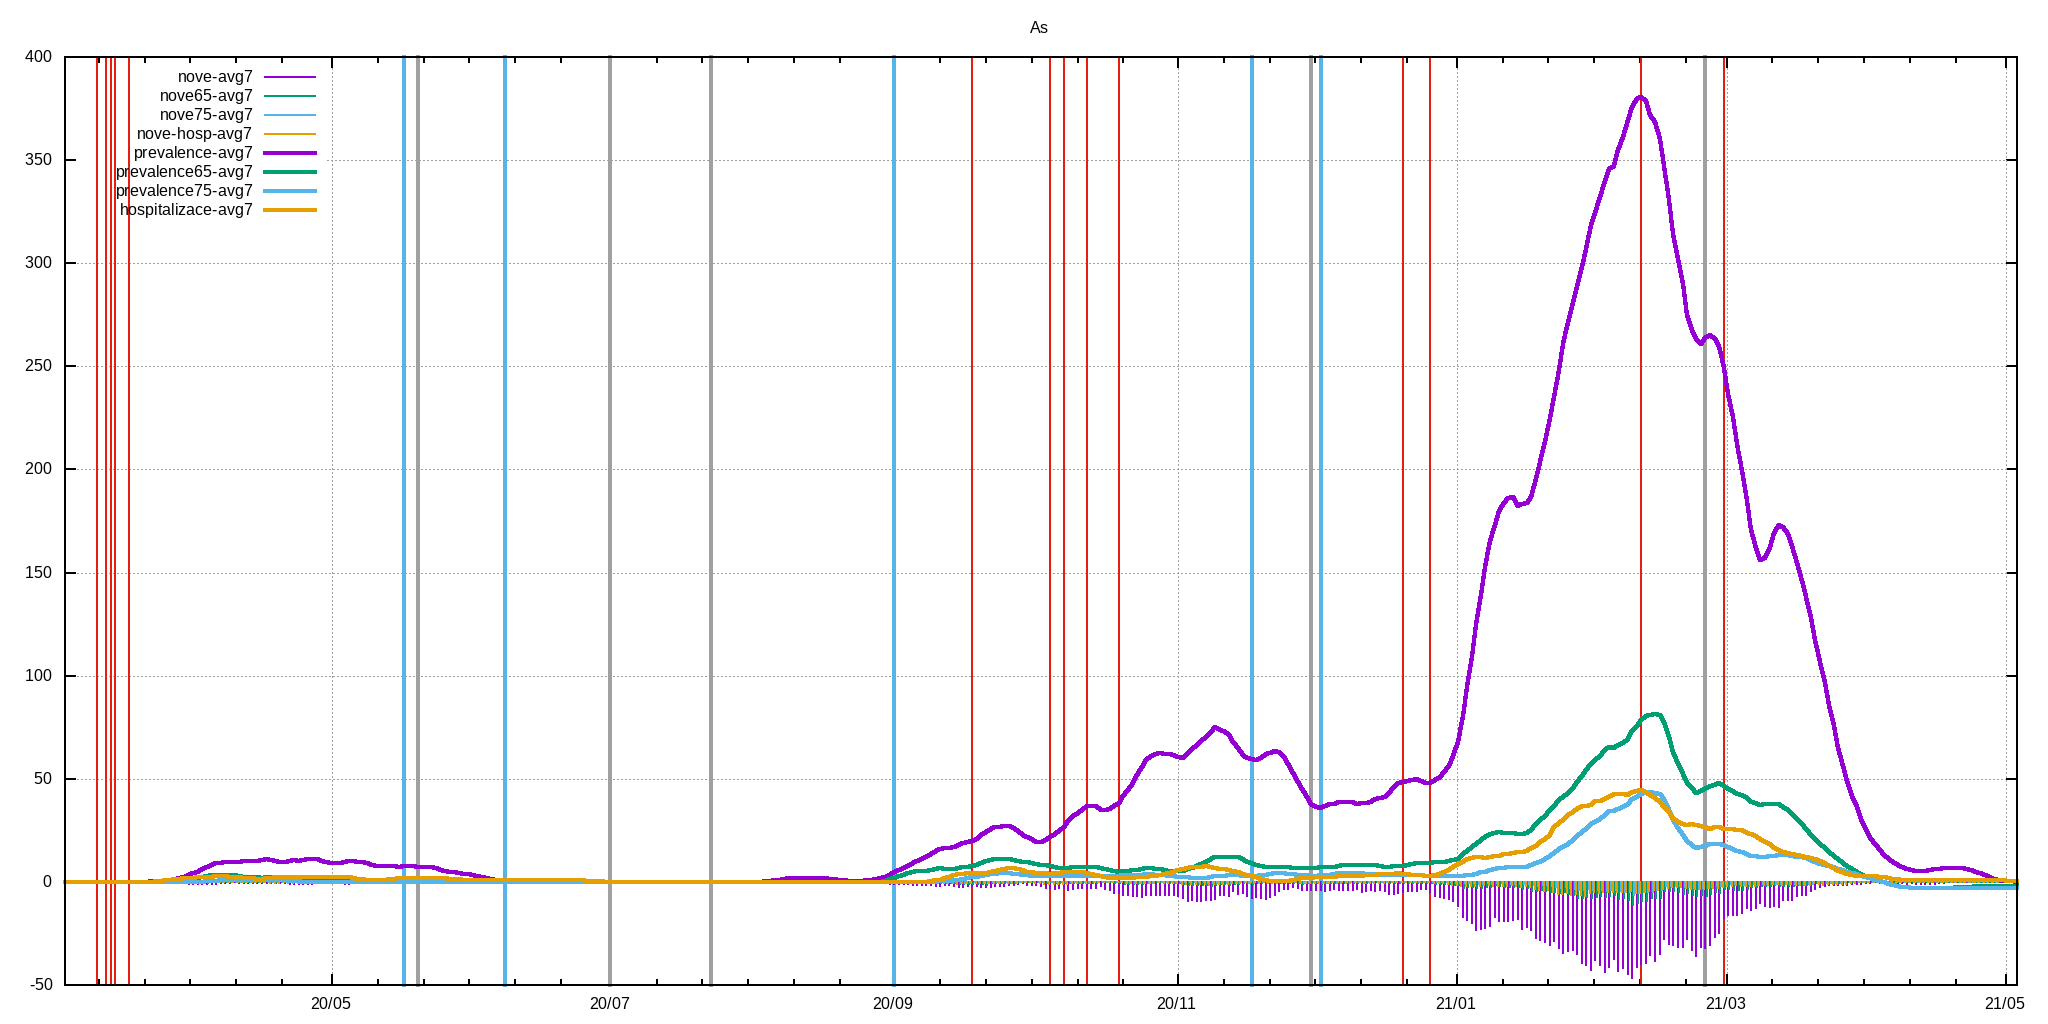 As
400
350
300
250
200
150
100
50
0
-50
nove-avg7
nove65-avg7
nove75-avg7
nove-hosp-avg7
prevalence-avg7
prevalence65-avg7
prevalence75-avg7
hospitalizace-avg7
20/05 20/07 20/09 20/11 21/01 21/03 21/05